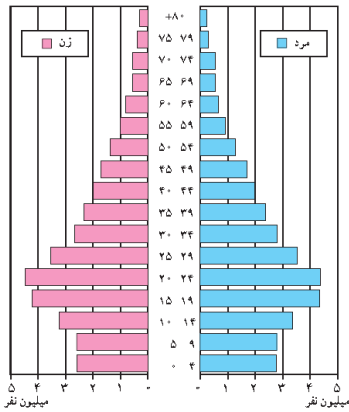 +۸۰
زن
مرد
۷۵ ۷۹
۷۰ ۷۴
۶۵ ۶۹
۶۰ ۶۴
۵۵ ۵۹
۵۰ ۵۴
۴۵ ۴۹
۴۰ ۴۴
۳۵ ۳۹
۳۰ ۳۴
۲۵ ۲۹
۲۰ ۲۴
۱۵ ۱۹
۱۰ ۱۴
۵ ۹
۰ ۴
۵ ۴ ۳ ۲ ۱ ۰
۰ ۱ ۲ ۳ ۴ ۵
میلیون نفر
میلیون نفر